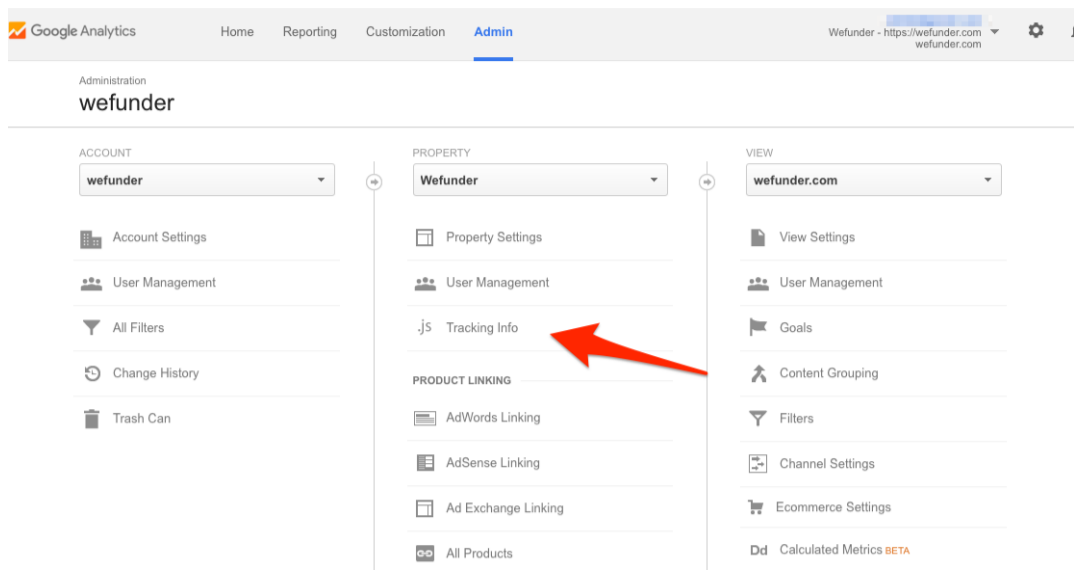 Google Analytics
Home
Reporting
Customization
Admin
Wefunder - https://wefunder.com
wefunder.com
Administration
wefunder
ACCOUNT
wefunder
Account Settings
User Management
All Filters
Change History
Trash Can
PROPERTY
Wefunder
Property Settings
User Management
.js Tracking Info
PRODUCT LINKING
AdWords Linking
AdSense Linking
Ad Exchange Linking
All Products
VIEW
wefunder.com
View Settings
User Management
Goals
Content Grouping
Filters
Channel Settings
Ecommerce Settings
Dd Calculated Metrics BETA